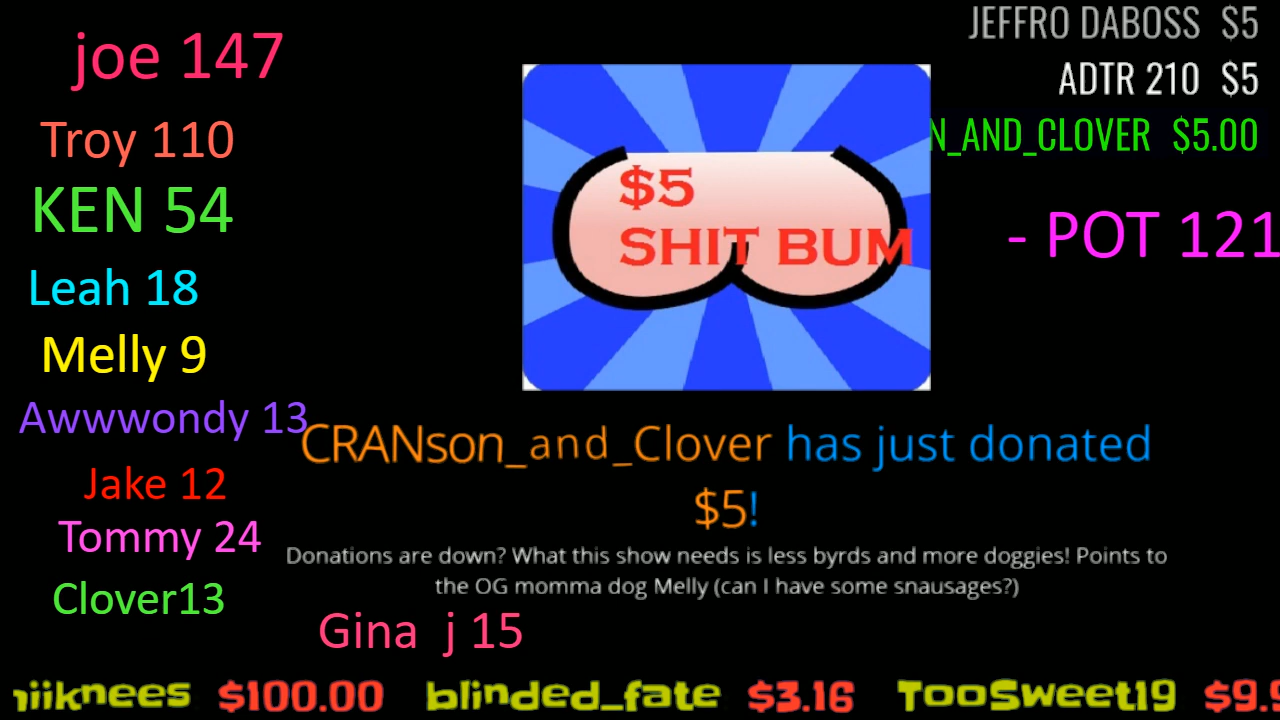 joe 147
Troy 110
KEN 54
Leah 18
Melly 9
Awwwondy 13
Jake 12
Tommy 24
Clover13
Gina j 15
$5
SHIT BUM
JEFFRO DABOSS $5
ADTR 210 $5
N_AND_CLOVER $5.00
- POT 121
CRANson_and_Clover has just donated
$5!
Donations are down? What this show needs is less byrds and more doggies! Points to
the OG momma dog Melly (can I have some snausages?)
niiknees $100.00 blinded_fate $3.16 TooSweet19 $9.9